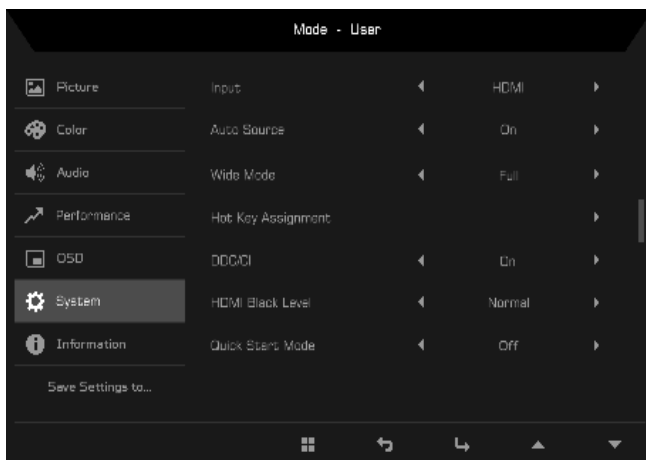 Mode - User
Picture
Input HDMI
Color
Auto Source On
Audio
Wide Mode Full
Performance
Hot Key Assignment
OSD
DDC/CI On
System
HDMI Black Level Normal
Information
Quick Start Mode Off
Save Settings to...